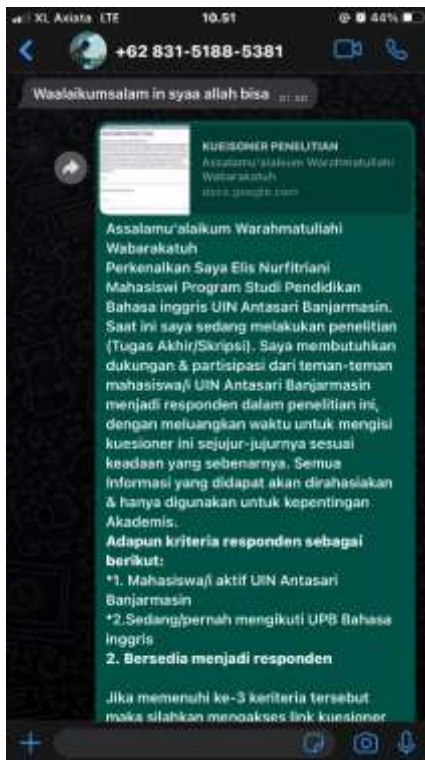 XL Axiata LTE 10.51 44%
+62 831-5188-5381
Waalaikumsalam in syaa allah bisa
KUEISONER PENELITIAN
Assalamu'alaikum Warahmatullahi
Wabarakatuh
docs.google.com
Assalamu'alaikum Warahmatullahi
Wabarakatuh
Perkenalkan Saya Elis Nurfitriani
Mahasiswi Program Studi Pendidikan
Bahasa inggris UIN Antasari Banjarmasin.
Saat ini saya sedang melakukan penelitian
(Tugas Akhir/Skripsi). Saya membutuhkan
dukungan & partisipasi dari teman-teman
mahasiswa/i UIN Antasari Banjarmasin
menjadi responden dalam penelitian ini,
dengan meluangkan waktu untuk mengisi
kuesioner ini sejujur-jujurnya sesuai
keadaan yang sebenarnya. Semua
Informasi yang didapat akan dirahasiakan
& hanya digunakan untuk kepentingan
Akademis.
Adapun kriteria responden sebagai
berikut:
*1. Mahasiswa/i aktif UIN Antasari
Banjarmasin
*2.Sedang/pernah mengikuti UPB Bahasa
inggris
2. Bersedia menjadi responden
Jika memenuhi ke-3 keriteria tersebut
maka silahkan mengakses link kuesioner